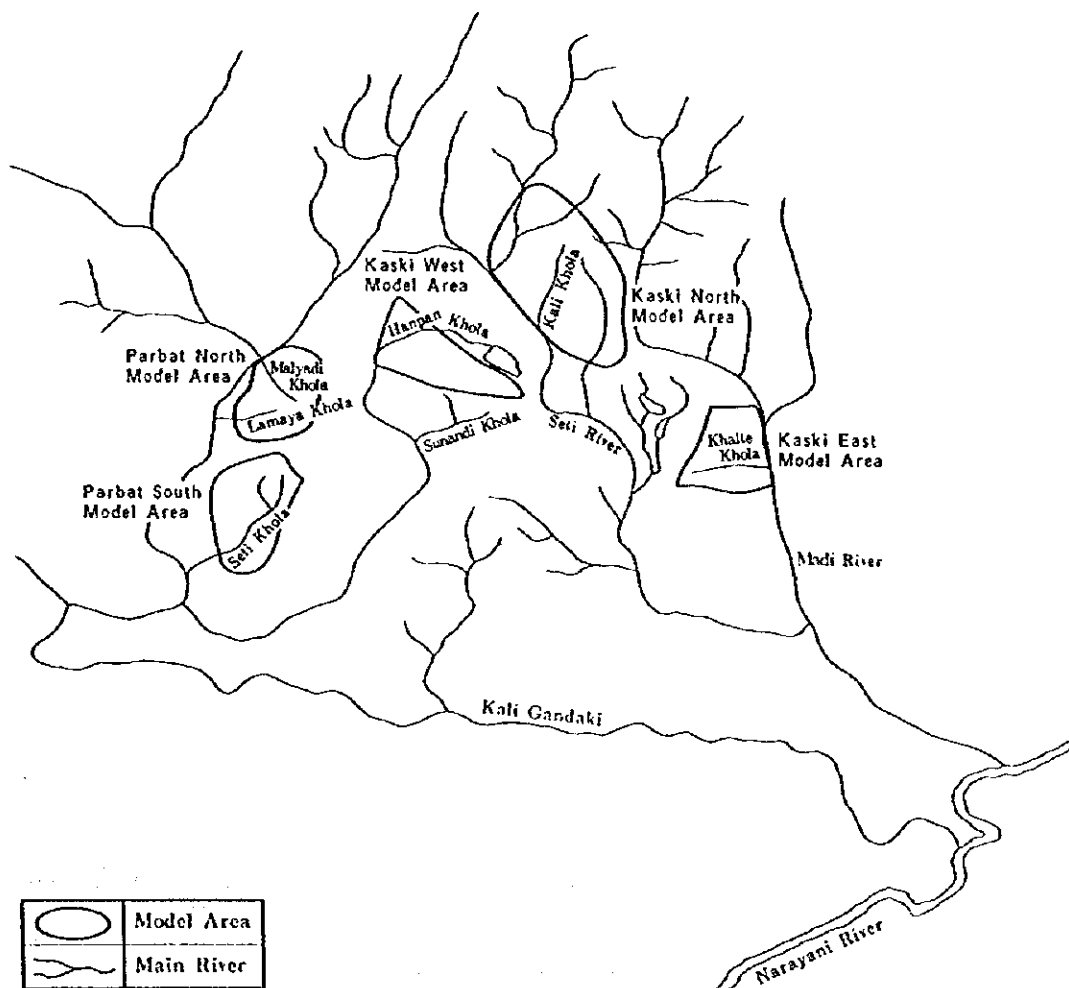 Kaski West
Model Area
Hanpan Khola
Kali Khola
Kaski North
Model Area
Parbat North
Model Area
Malyadi
Khola
Lamaya Khola
Sunandi Khola
Seti River
Khalte
Khola
Kaski East
Model Area
Parbat South
Model Area
Seti Khola
Madi River
Kali Gandaki
Narayani River
Model Area
Main River